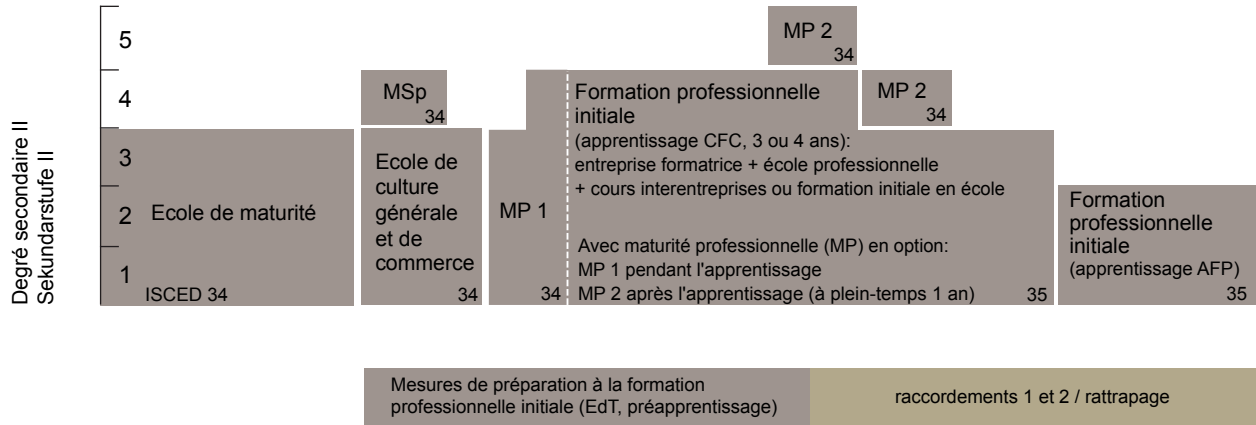 Degré secondaire II
Sekundarstufe II
5
4
3
2
1
Ecole de maturité
ISCED 34
MSp
34
Ecole de
culture
générale
et de
commerce
34
MP 1
34
MP 2
34
Formation professionnelle
initiale
(apprentissage CFC, 3 ou 4 ans):
entreprise formatrice + école professionnelle
+ cours interentreprises ou formation initiale en école
Avec maturité professionnelle (MP) en option:
MP 1 pendant l'apprentissage
MP 2 après l'apprentissage (à plein-temps 1 an)
35
MP 2
34
Formation
professionnelle
initiale
(apprentissage AFP)
35
Mesures de préparation à la formation
professionnelle initiale (EdT, préapprentissage)
raccordements 1 et 2 / rattrapage